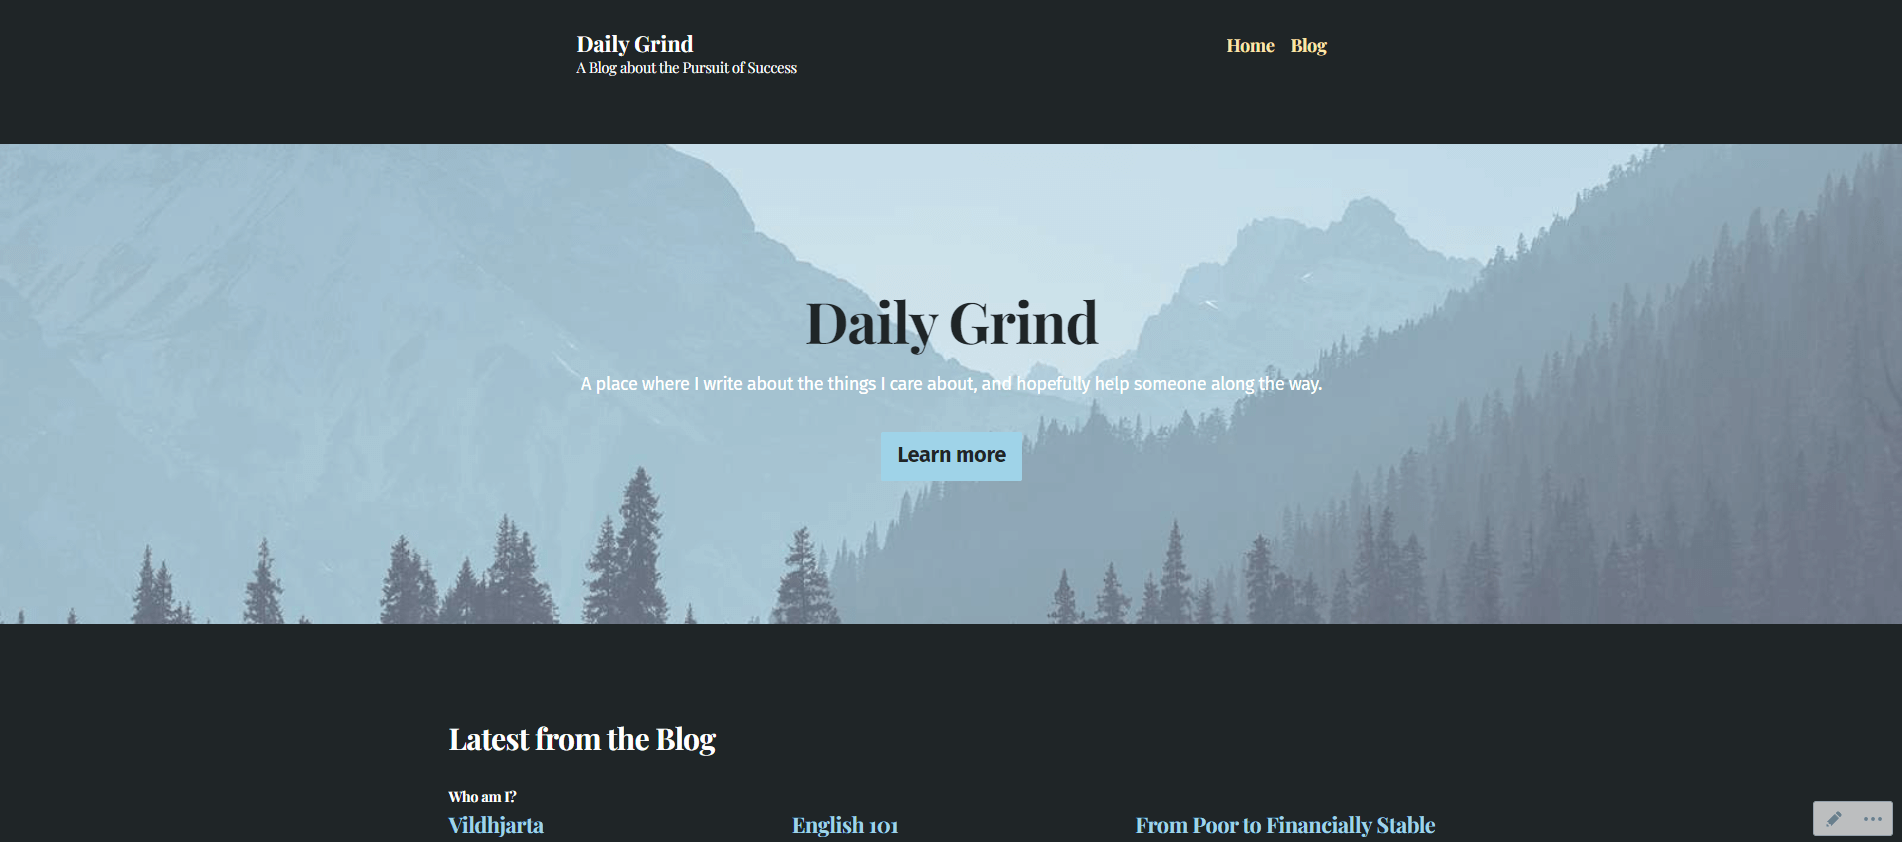 Daily Grind
A Blog about the Pursuit of Success
Home Blog
Daily Grind
A place where I write about the things I care about, and hopefully help someone along the way.
Learn more
Latest from the Blog
Who am I?
Vildhjarta
English 101
From Poor to Financially Stable